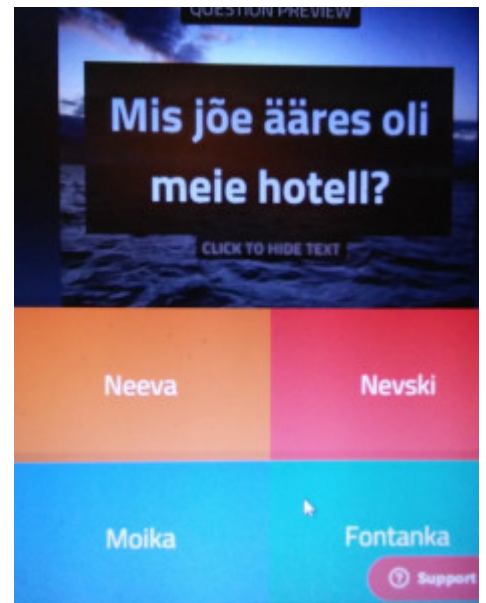 QUESTION PREVIEW
Mis jõe ääres oli
meie hotell?
CLICK TO HIDE TEXT
Neeva
Nevski
Moika
Fontanka
Support